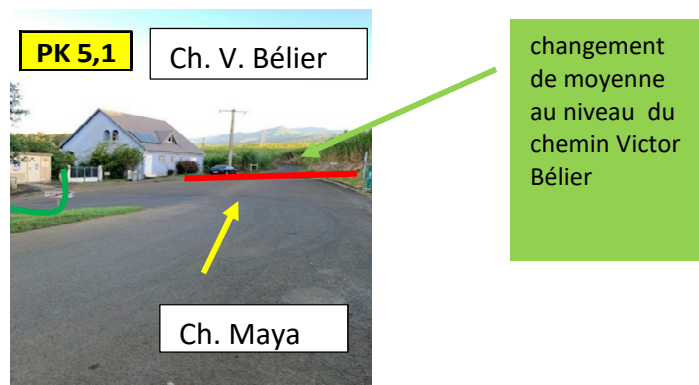 PK 5,1
Ch. V. Bélier
changement
de moyenne
au niveau du
chemin Victor
Bélier
Ch. Maya